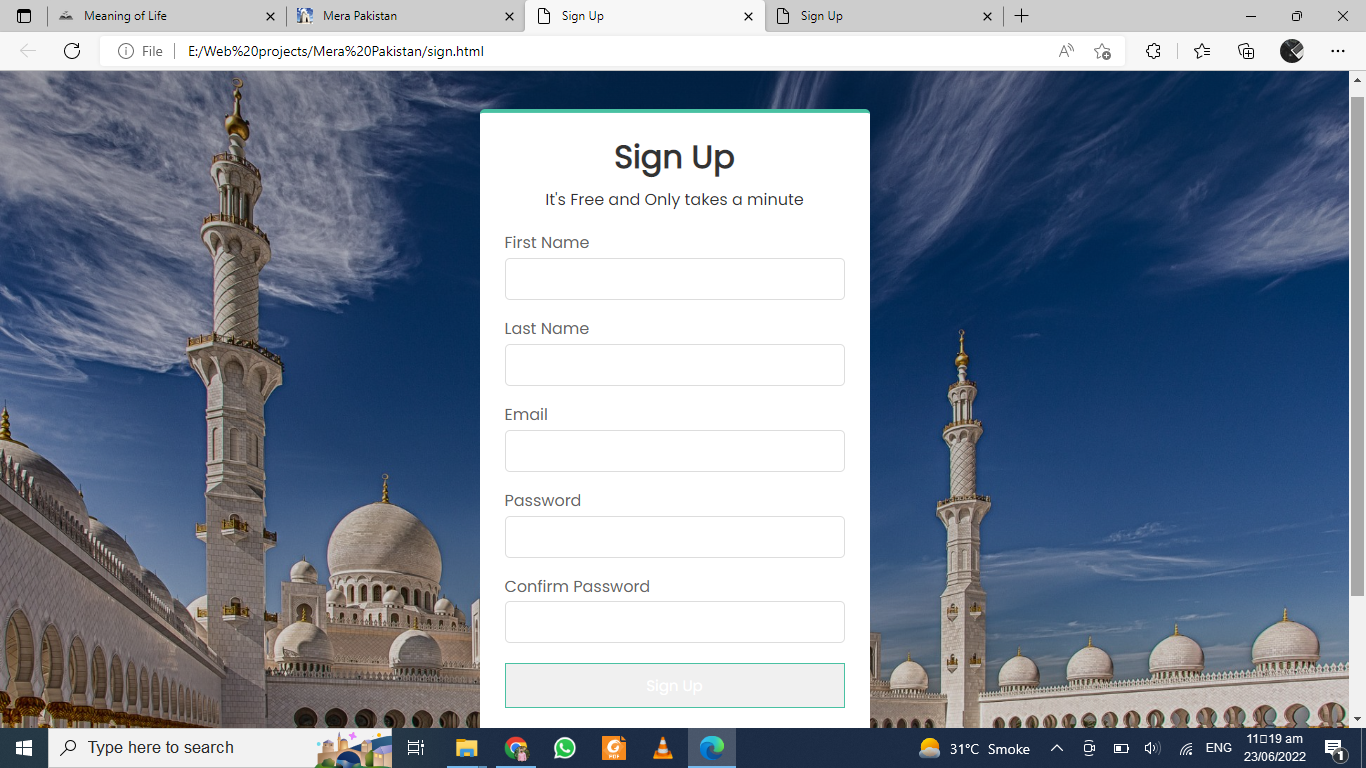 Meaning of Life
Mera Pakistan
Sign Up
Sign Up
File
E:/Web%20projects/Mera%20Pakistan/sign.html
Sign Up
It's Free and Only takes a minute
First Name
Last Name
Email
Password
Confirm Password
Sign Up
Type here to search
PDF
31°C Smoke
ENG
11▯19 am
23/06/2022
1